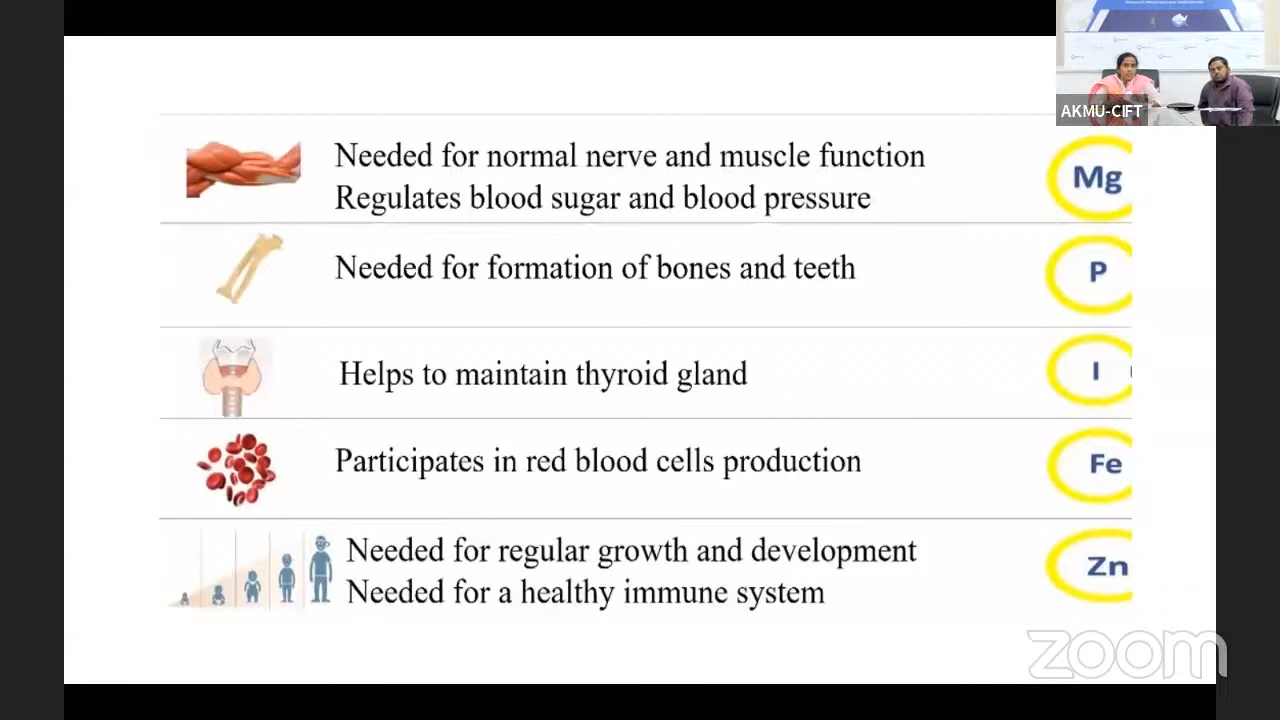 AKMU-CIFT
Needed for normal nerve and muscle function
Regulates blood sugar and blood pressure
Mg
Needed for formation of bones and teeth
P
Helps to maintain thyroid gland
I
Participates in red blood cells production
Fe
Needed for regular growth and development
Needed for a healthy immune system
Zn
zoom